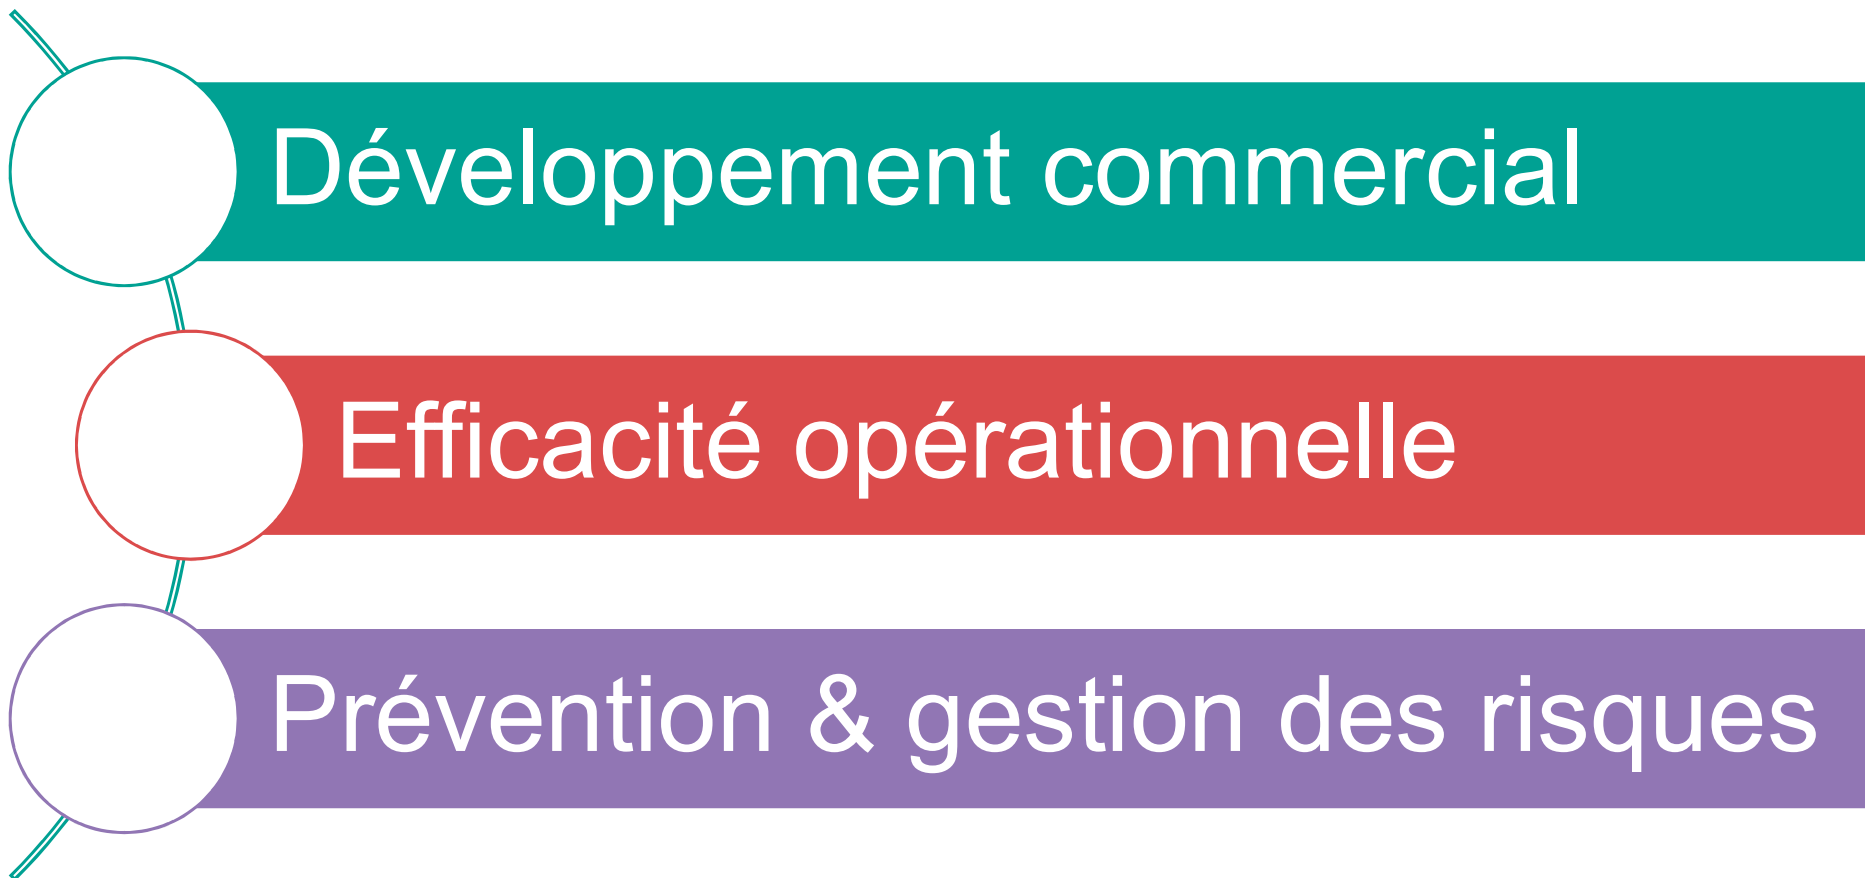 Développement commercial
Efficacité opérationnelle
Prévention & gestion des risques